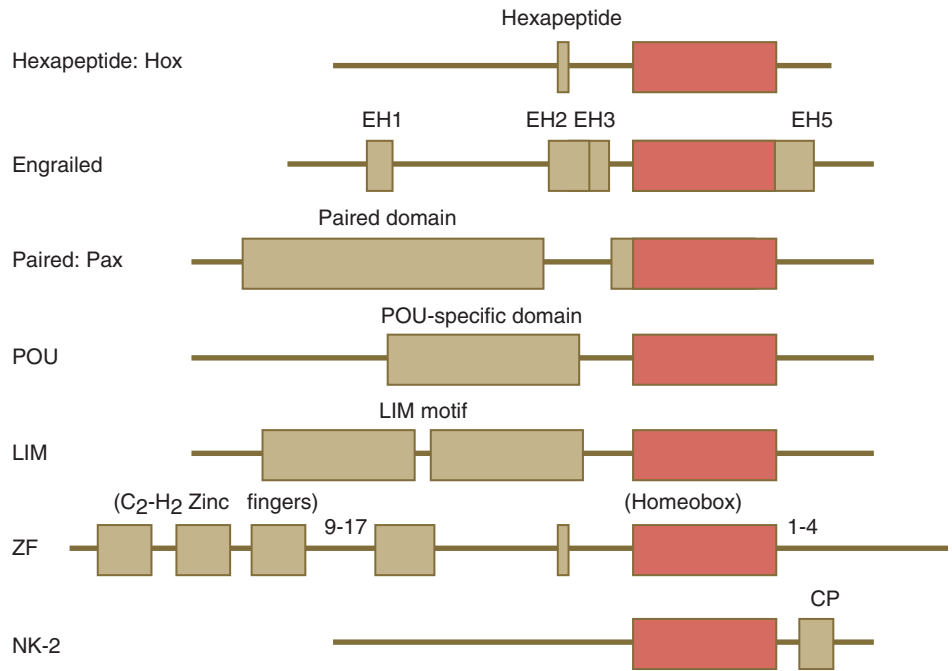 Hexapeptide
Hexapeptide: Hox
EH1 EH2 EH3 EH5
Engrailed
Paired domain
Paired: Pax
POU-specific domain
POU
LIM motif
LIM
(C2-H2 Zinc fingers) (Homeobox)
9-17 1-4
ZF
CP
NK-2